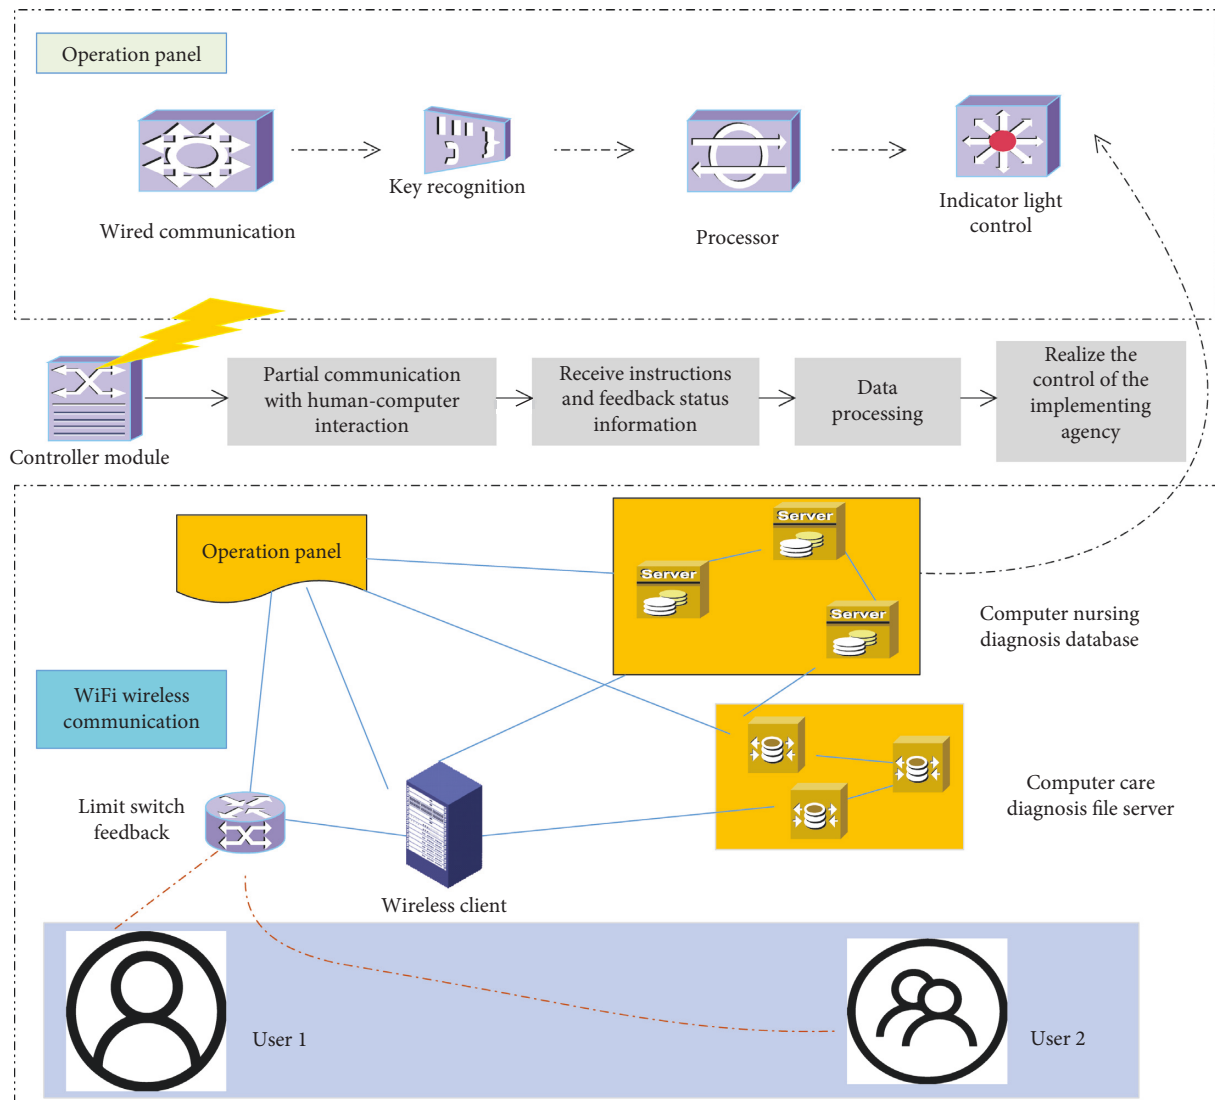 Operation panel
Wired communication
Key recognition
Processor
Indicator light
control
Controller module
Partial communication
with human-computer
interaction
Receive instructions
and feedback status
information
Data
processing
Realize the
control of the
implementing
agency
Operation panel
Server
Server
Server
Computer nursing
diagnosis database
WiFi wireless
communication
Limit switch
feedback
Wireless client
Computer care
diagnosis file server
User 1
User 2